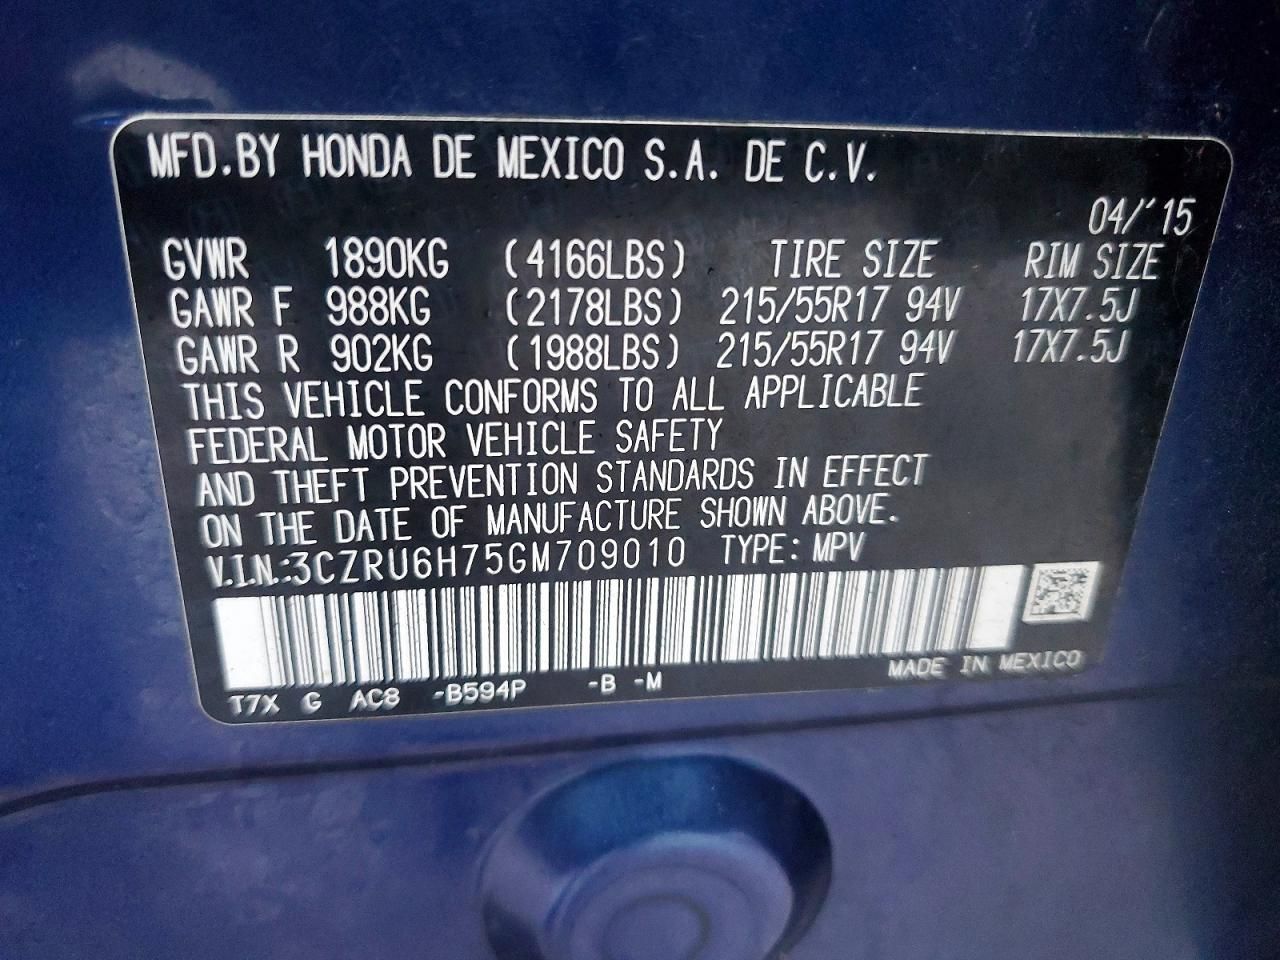 MFD.BY HONDA DE MEXICO S.A. DE C.V.
04/'15
GVWR 1890KG (4166LBS) TIRE SIZE RIM SIZE
GAWR F 988KG (2178LBS) 215/55R17 94V 17X7.5J
GAWR R 902KG (1988LBS) 215/55R17 94V 17X7.5J
THIS VEHICLE CONFORMS TO ALL APPLICABLE
FEDERAL MOTOR VEHICLE SAFETY
AND THEFT PREVENTION STANDARDS IN EFFECT
ON THE DATE OF MANUFACTURE SHOWN ABOVE.
V.I.N.:3CZRU6H75GM709010 TYPE: MPV
MADE IN MEXICO
T7X G AC8 -B594P -B -M